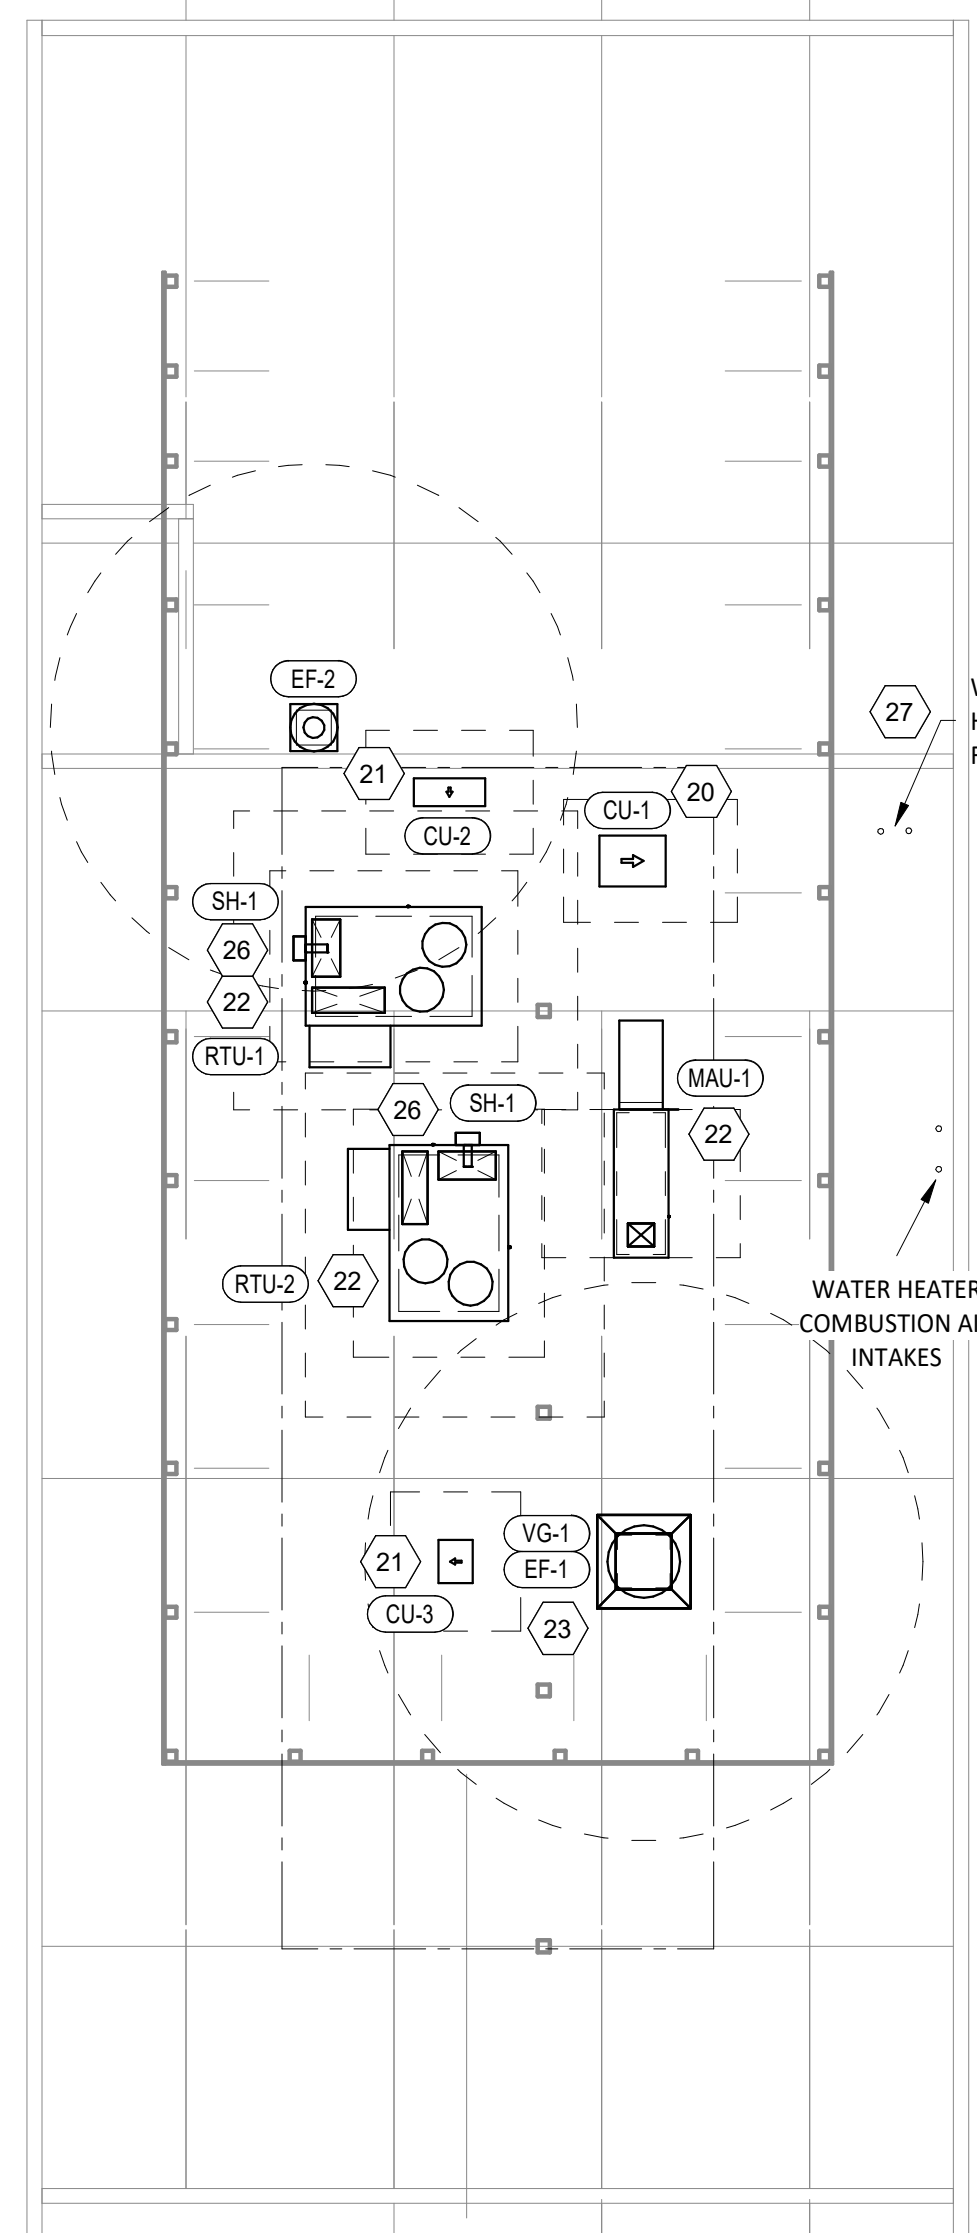 EF-2
27
21
20
CU-1
CU-2
SH-1
26
22
RTU-1
MAU-1
26
SH-1
22
RTU-2
22
WATER HEATER
COMBUSTION
INTAKES
VG-1
21
EF-1
CU-3
23